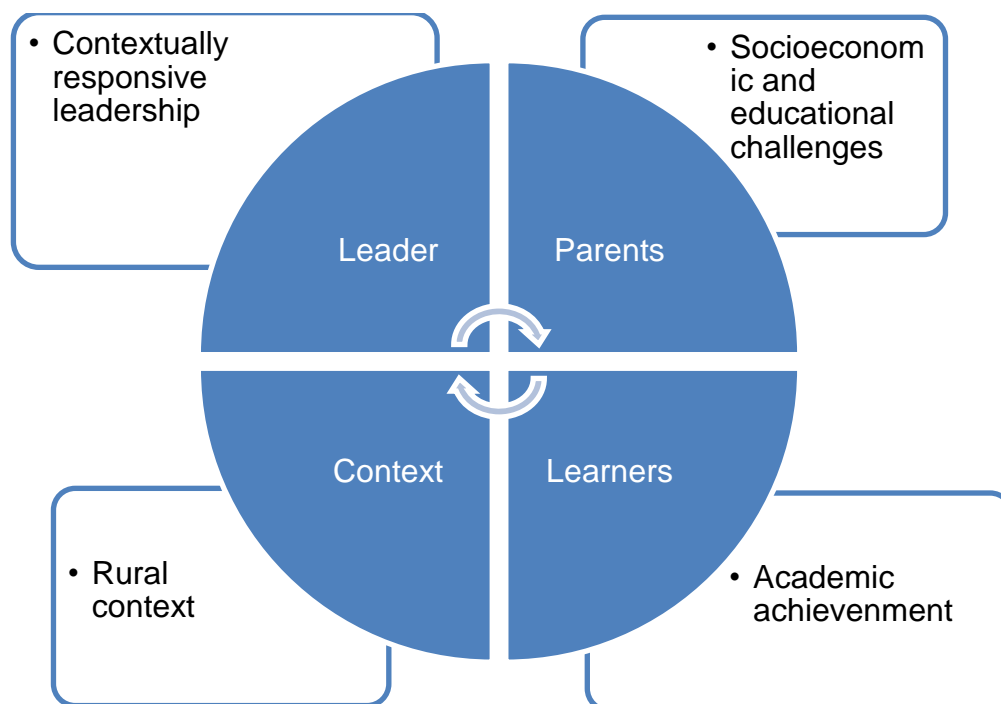 • Contextually
responsive
leadership
• Socioeconom
ic and
educational
challenges
Leader
Parents
Context
Learners
• Rural
context
• Academic
achievenment